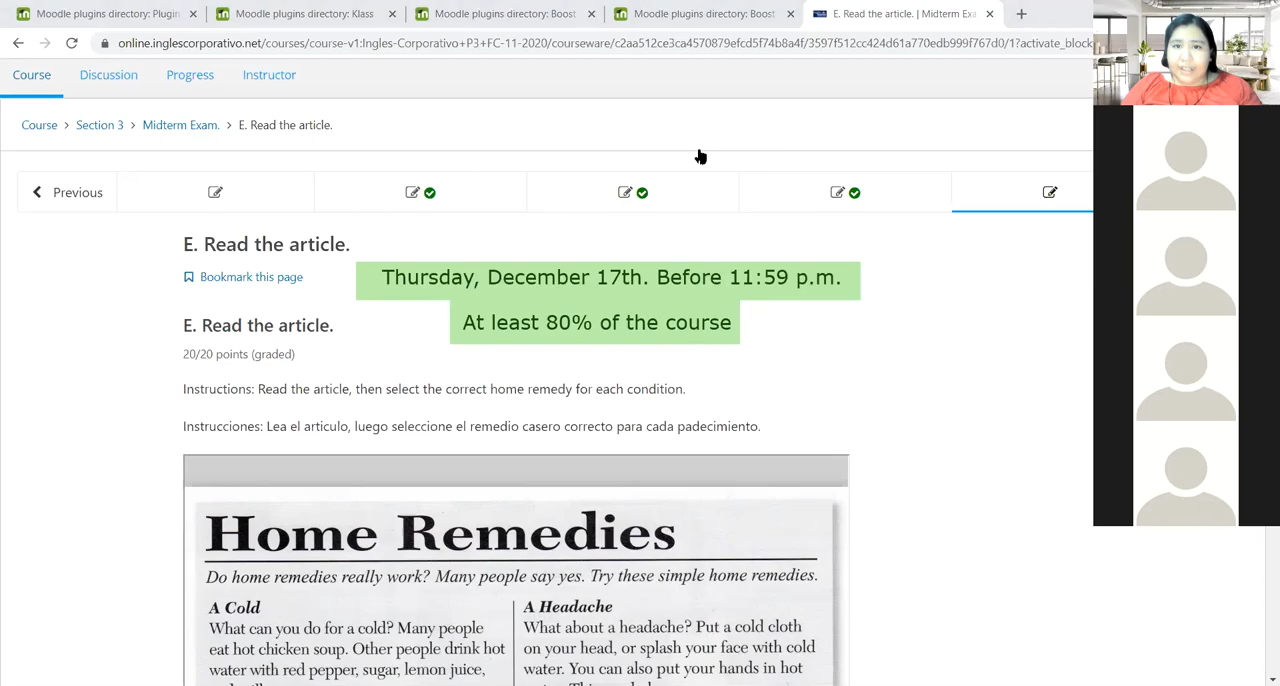 Moodle plugins directory: Plugin
Moodle plugins directory: Klass
Moodle plugins directory: Boost
Moodle plugins directory: Boost
E. Read the article. | Midterm Exa
online.inglescorporativo.net/courses/course-v1:Ingles-Corporativo+P3+FC-11-2020/courseware/c2aa512ce3ca4570879efcd5f74b8a4f/3597f512cc424d61a770edb999f767d0/1?activate_block
Course Discussion Progress Instructor
Course > Section 3 > Midterm Exam. > E. Read the article.
Previous
E. Read the article.
Bookmark this page
Thursday, December 17th. Before 11:59 p.m.
At least 80% of the course
E. Read the article.
20/20 points (graded)
Instructions: Read the article, then select the correct home remedy for each condition.
Instrucciones: Lea el articulo, luego seleccione el remedio casero correcto para cada padecimiento.
Home Remedies
Do home remedies really work? Many people say yes. Try these simple home remedies.
A Cold
What can you do for a cold? Many people
eat hot chicken soup. Other people drink hot
water with red pepper, sugar, lemon juice,
A Headache
What about a headache? Put a cold cloth
on your head, or splash your face with cold
water. You can also put your hands in hot